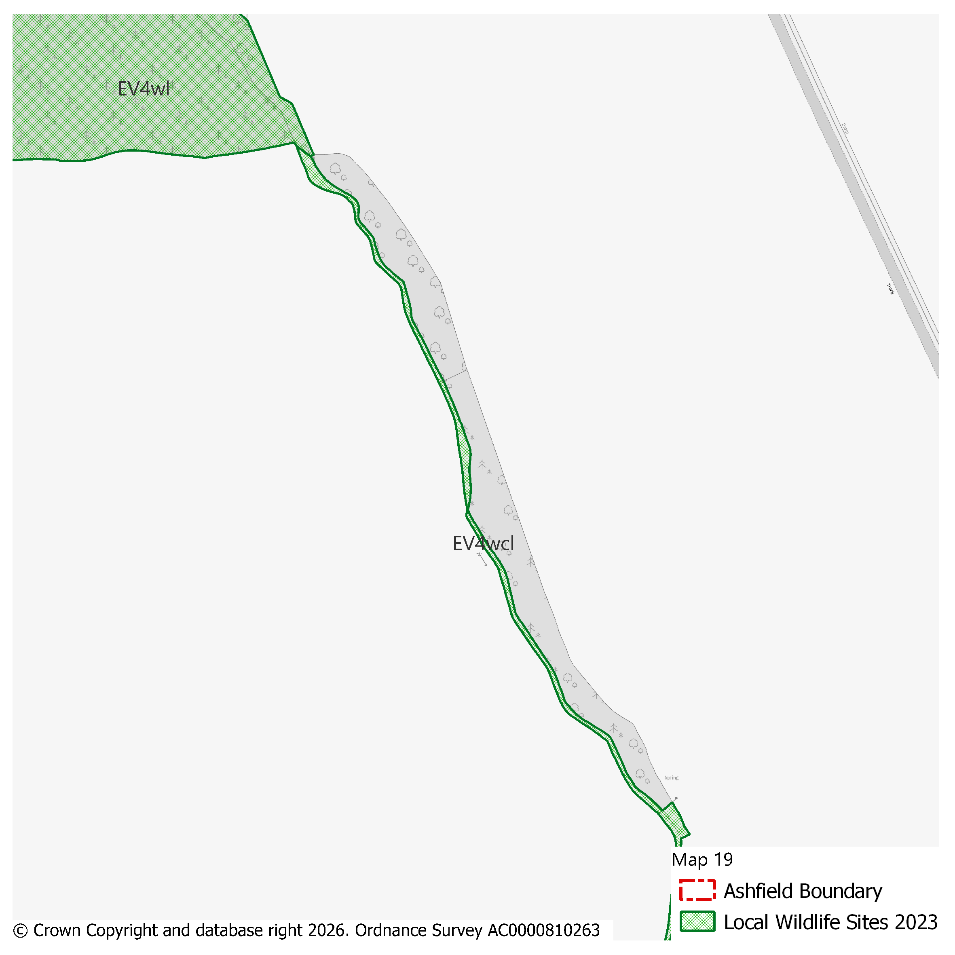 EV4wl
EV4wcl
Map 19
Ashfield Boundary
Local Wildlife Sites 2023
© Crown Copyright and database right 2026. Ordnance Survey AC0000810263